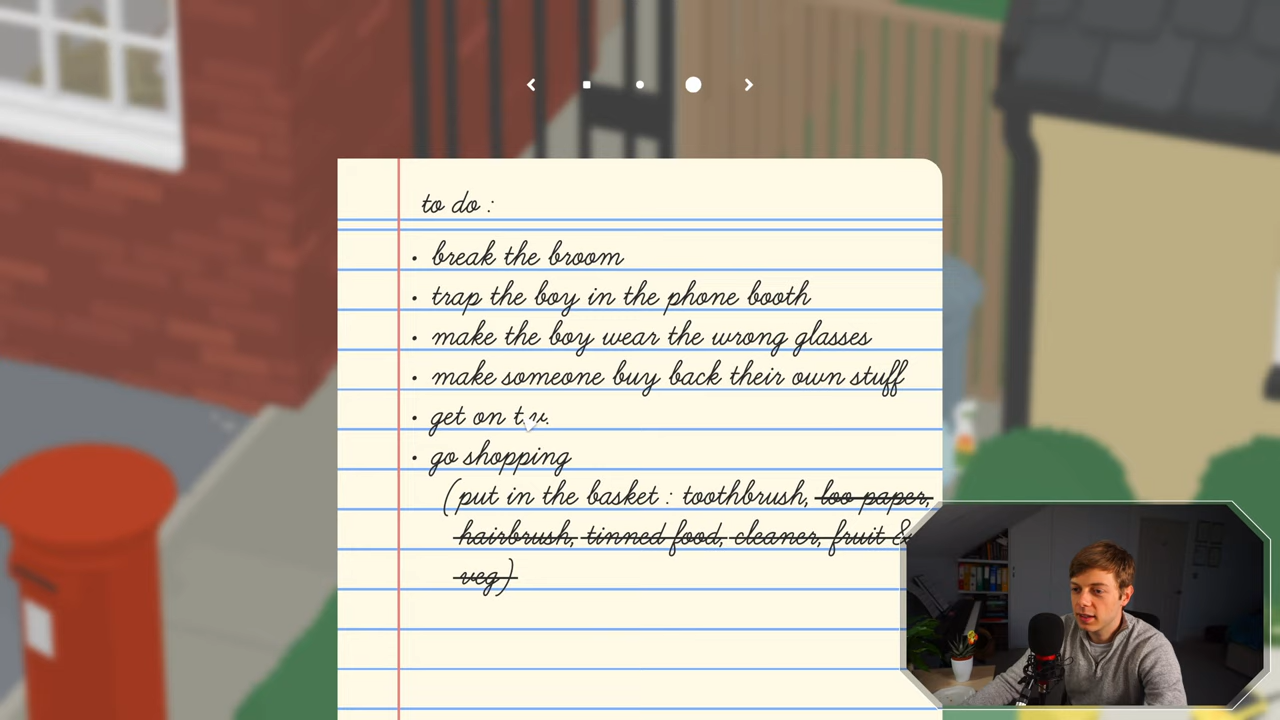 to do :
• break the broom
• trap the boy in the phone booth
• make the boy wear the wrong glasses
• make someone buy back their own stuff
• get on t.v.
• go shopping
(put in the basket : toothbrush, loo paper,
hairbrush, tinned food, cleaner, fruit &
veg)